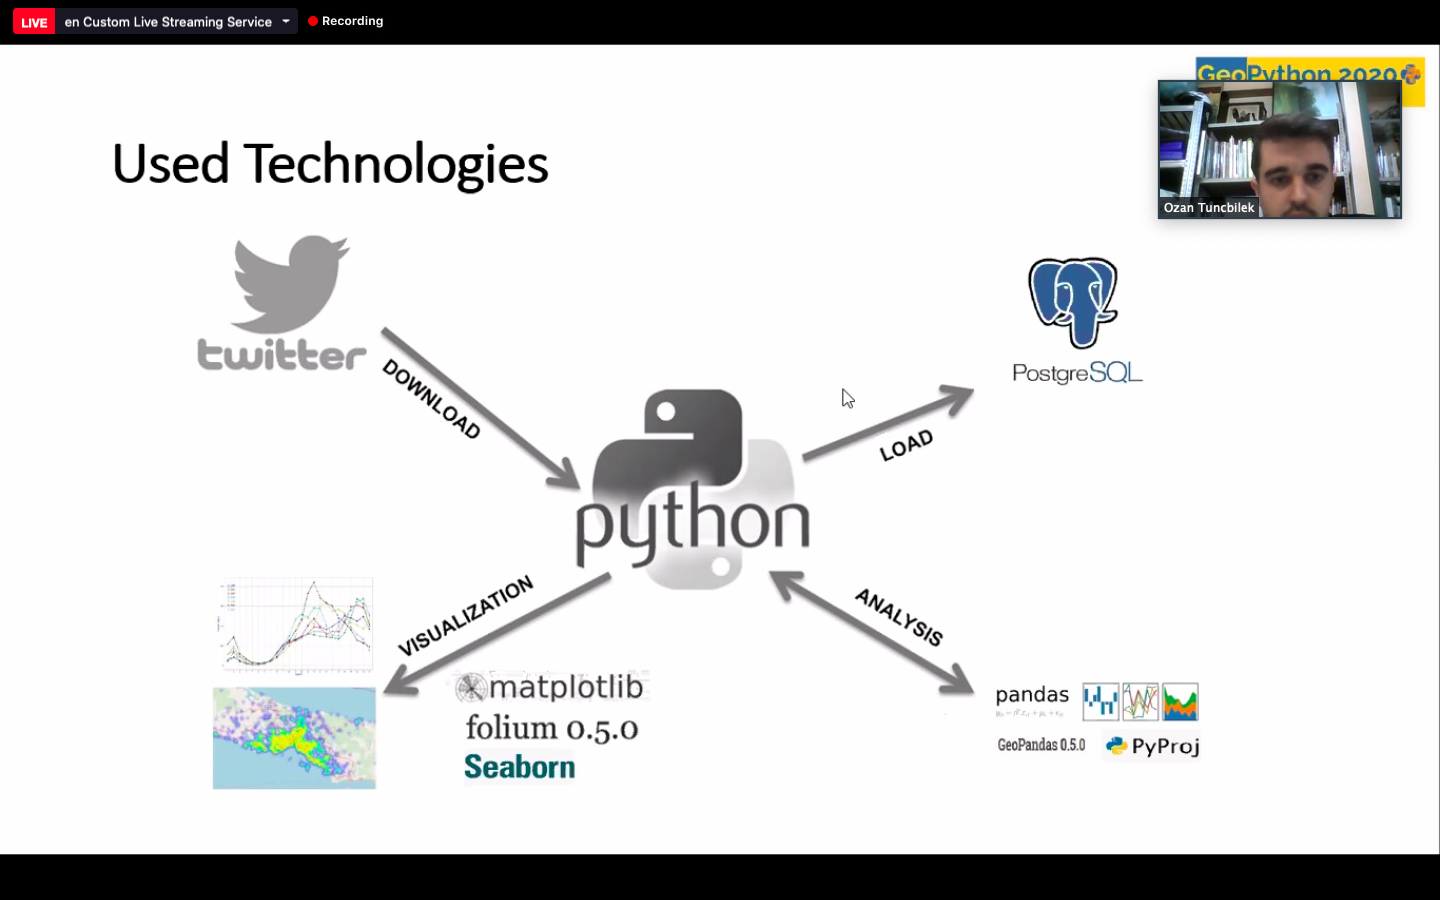 LIVE en Custom Live Streaming Service Recording
GeoPython 2020
Ozan Tuncbilek
Used Technologies
twitter
DOWNLOAD
PostgreSQL
LOAD
python
VISUALIZATION
ANALYSIS
matplotlib
folium 0.5.0
Seaborn
pandas
GeoPandas 0.5.0
PyProj